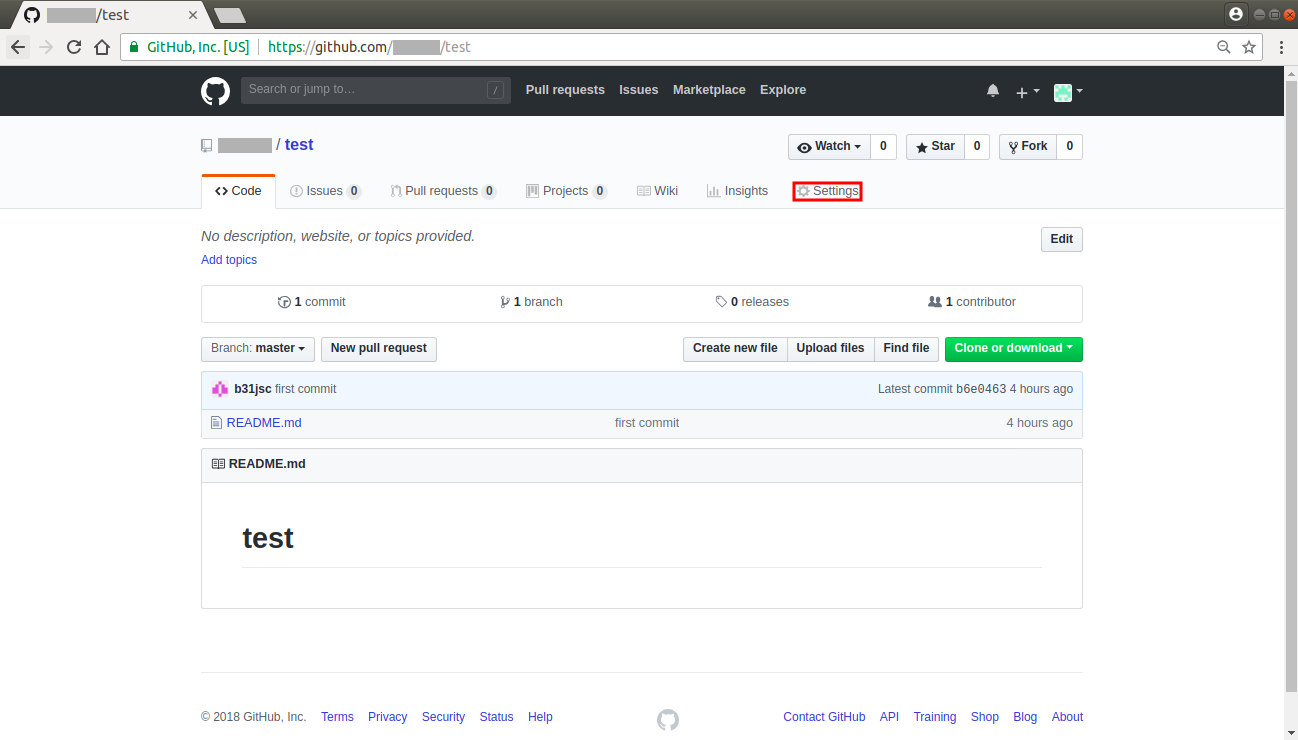 /test
GitHub, Inc. [US] https://github.com/ /test
Search or jump to… / Pull requests Issues Marketplace Explore
/ test Watch 0 Star 0 Fork 0
Code Issues 0 Pull requests 0 Projects 0 Wiki Insights Settings
No description, website, or topics provided. Edit
Add topics
1 commit 1 branch 0 releases 1 contributor
Branch: master New pull request Create new file Upload files Find file Clone or download
b31jsc first commit Latest commit b6e0463 4 hours ago
README.md first commit 4 hours ago
README.md
test
© 2018 GitHub, Inc. Terms Privacy Security Status Help Contact GitHub API Training Shop Blog About